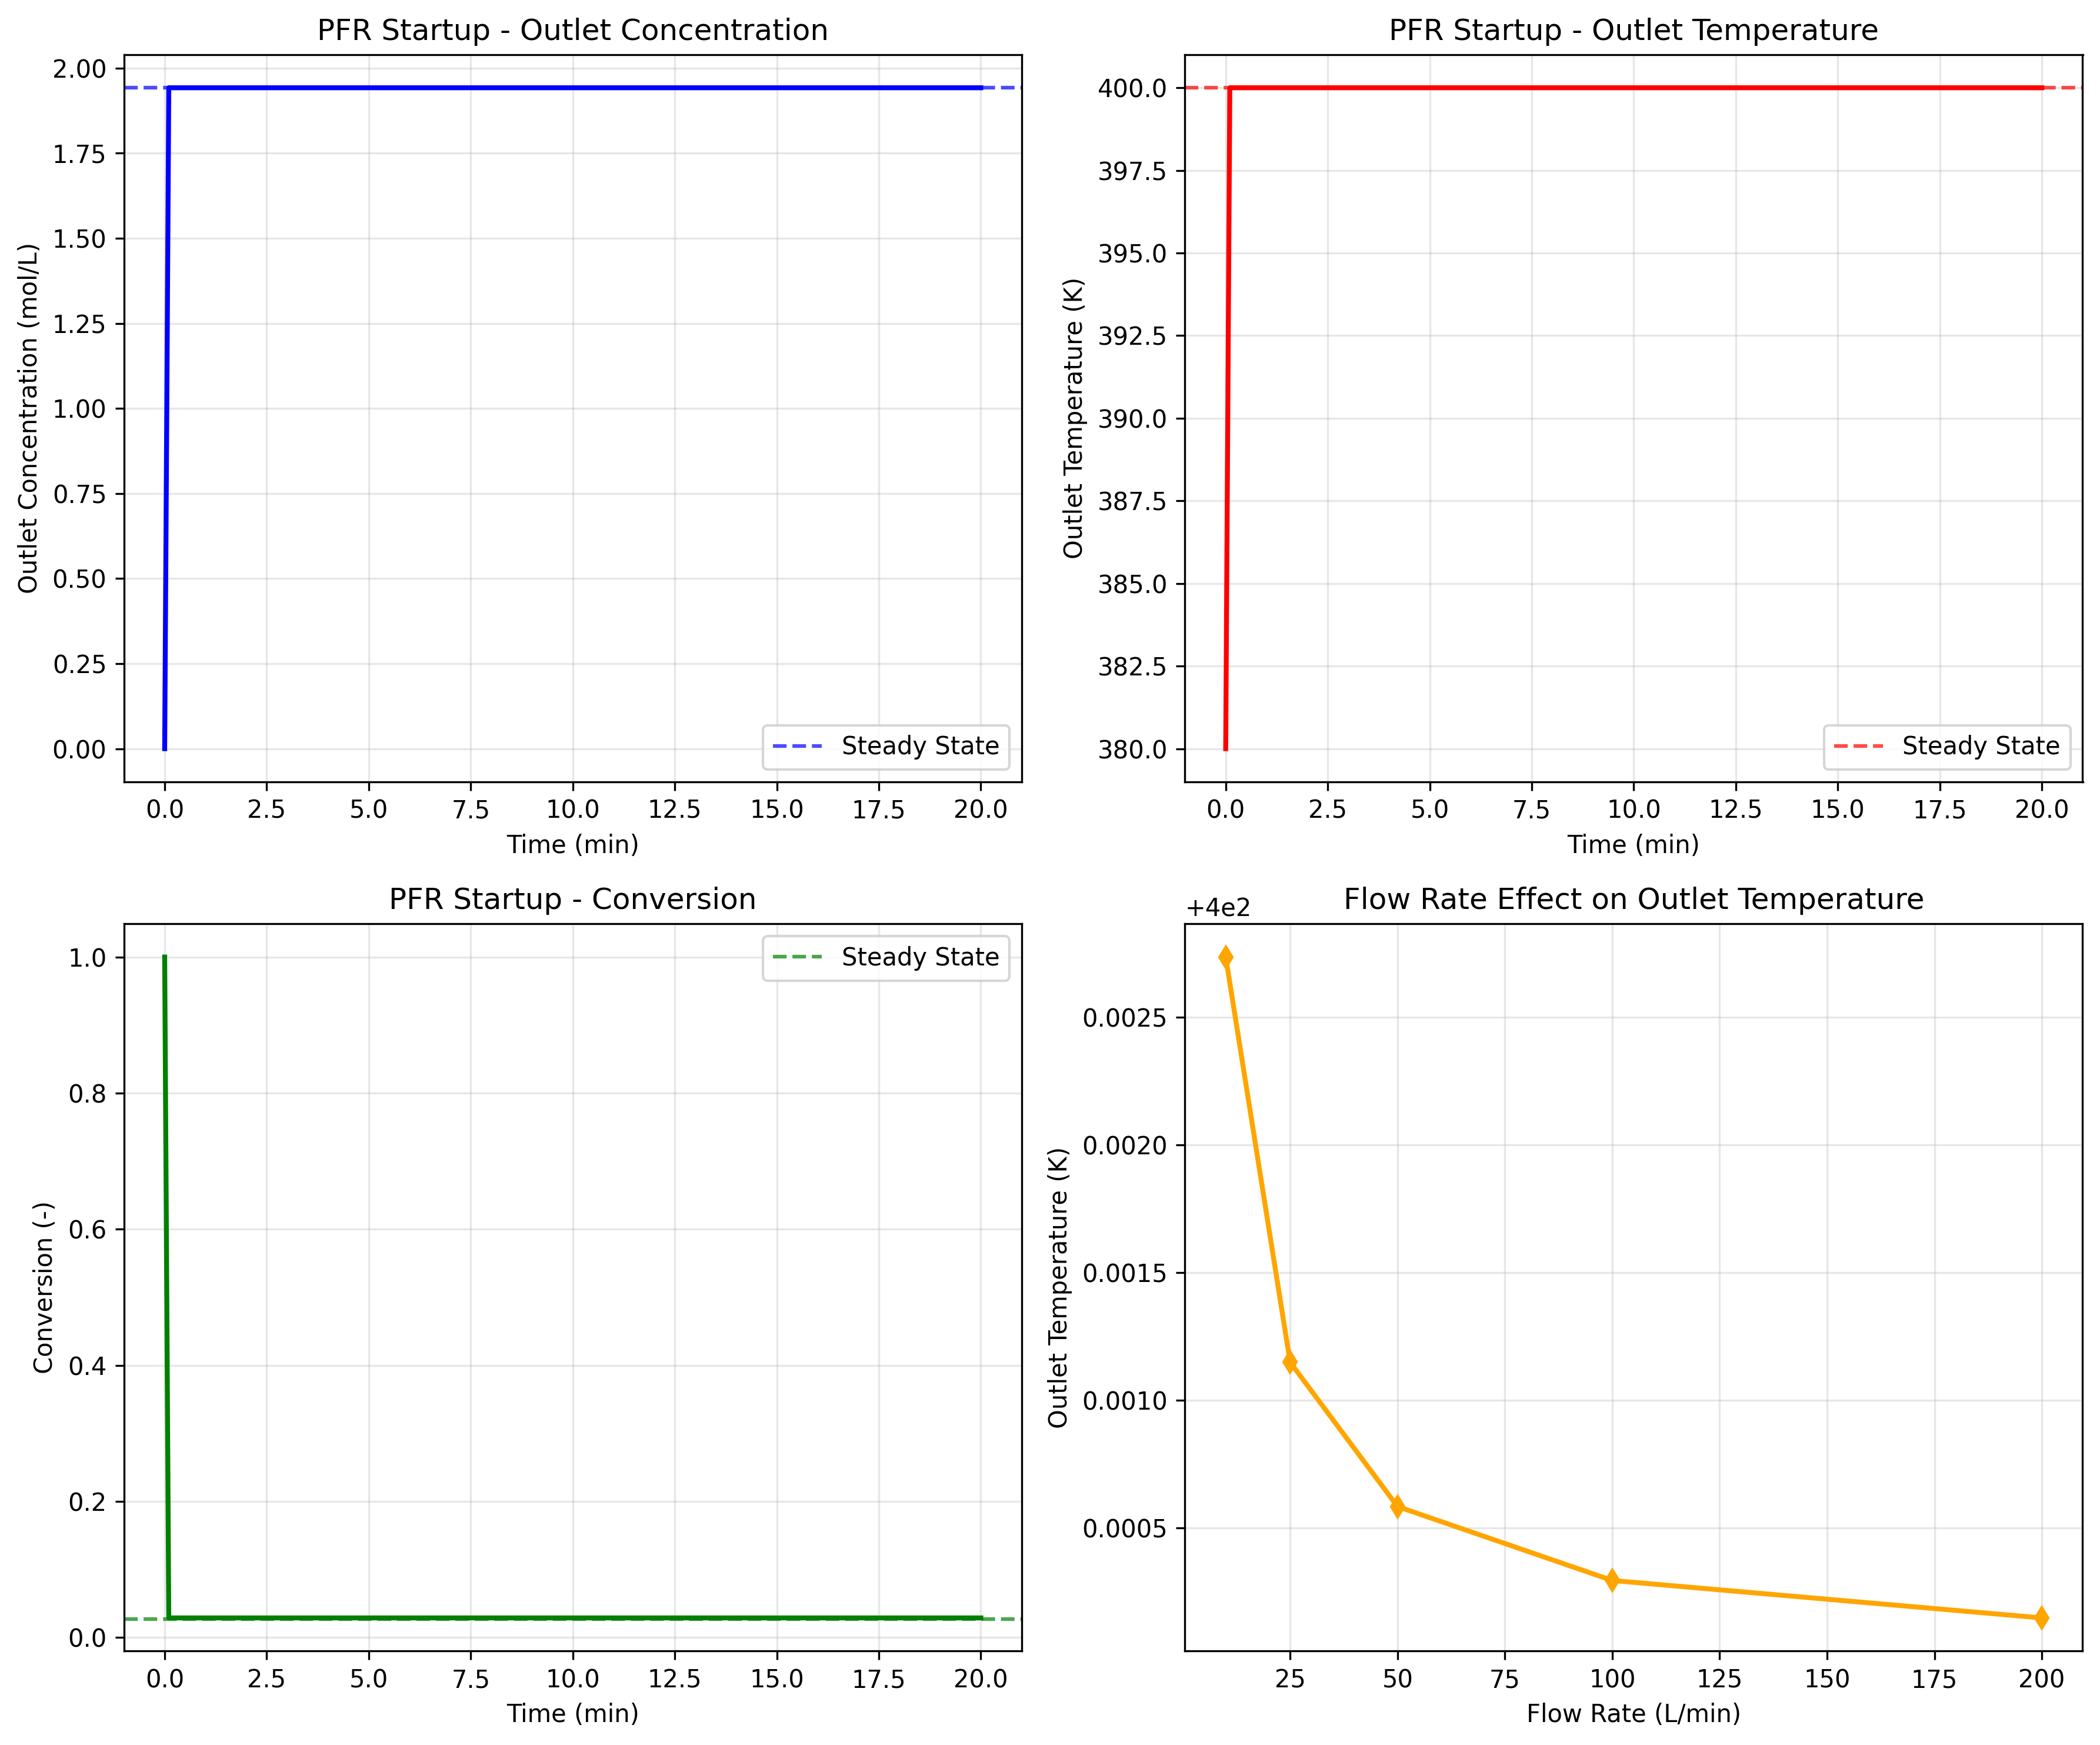 PFR Startup - Outlet Concentration
Outlet Concentration (mol/L)
2.00
1.75
1.50
1.25
1.00
0.75
0.50
0.25
0.00
Steady State
0.0 2.5 5.0 7.5 10.0 12.5 15.0 17.5 20.0
Time (min)
PFR Startup - Outlet Temperature
Outlet Temperature (K)
400.0
397.5
395.0
392.5
390.0
387.5
385.0
382.5
380.0
Steady State
0.0 2.5 5.0 7.5 10.0 12.5 15.0 17.5 20.0
Time (min)
PFR Startup - Conversion
Conversion (-)
1.0
0.8
0.6
0.4
0.2
0.0
Steady State
0.0 2.5 5.0 7.5 10.0 12.5 15.0 17.5 20.0
Time (min)
Flow Rate Effect on Outlet Temperature
+4e2
Outlet Temperature (K)
0.0025
0.0020
0.0015
0.0010
0.0005
25 50 75 100 125 150 175 200
Flow Rate (L/min)